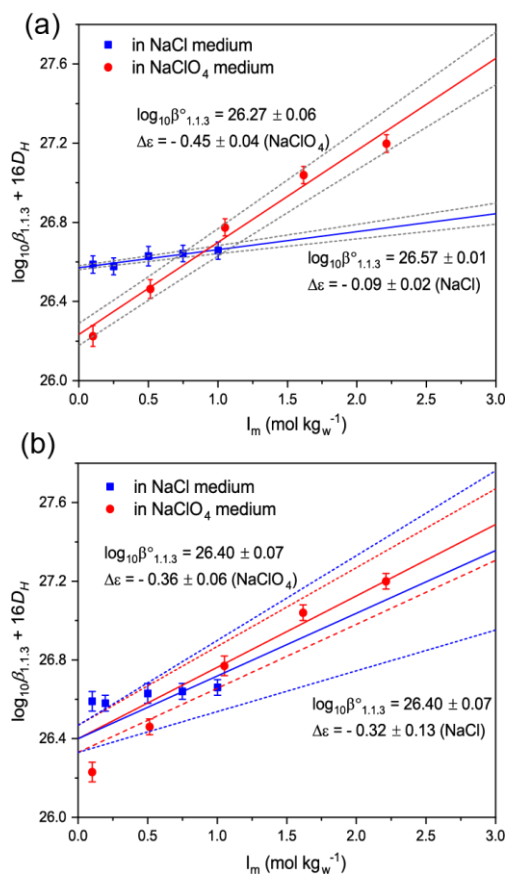 (a)
in NaCl medium
in NaClO₄ medium
log₁₀β°₁.₁.₃ = 26.27 ± 0.06
Δε = - 0.45 ± 0.04 (NaClO₄)
log₁₀β°₁.₁.₃ = 26.57 ± 0.01
Δε = - 0.09 ± 0.02 (NaCl)
log₁₀β₁.₁.₃ + 16D_H
27.6
27.2
26.8
26.4
26.0
0.0 0.5 1.0 1.5 2.0 2.5 3.0
I_m (mol kg_w⁻¹)
(b)
in NaCl medium
in NaClO₄ medium
log₁₀β°₁.₁.₃ = 26.40 ± 0.07
Δε = - 0.36 ± 0.06 (NaClO₄)
log₁₀β°₁.₁.₃ = 26.40 ± 0.07
Δε = - 0.32 ± 0.13 (NaCl)
log₁₀β₁.₁.₃ + 16D_H
27.6
27.2
26.8
26.4
26.0
0.0 0.5 1.0 1.5 2.0 2.5 3.0
I_m (mol kg_w⁻¹)